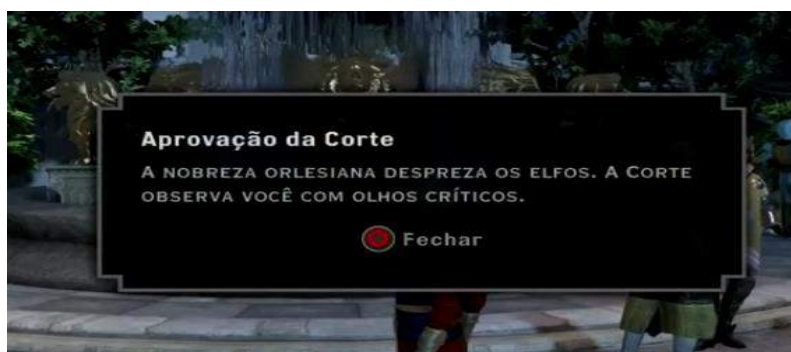 Aprovação da Corte
A NOBREZA ORLESIANA DESPREZA OS ELFOS. A CORTE
OBSERVA VOCÊ COM OLHOS CRÍTICOS.
Fechar